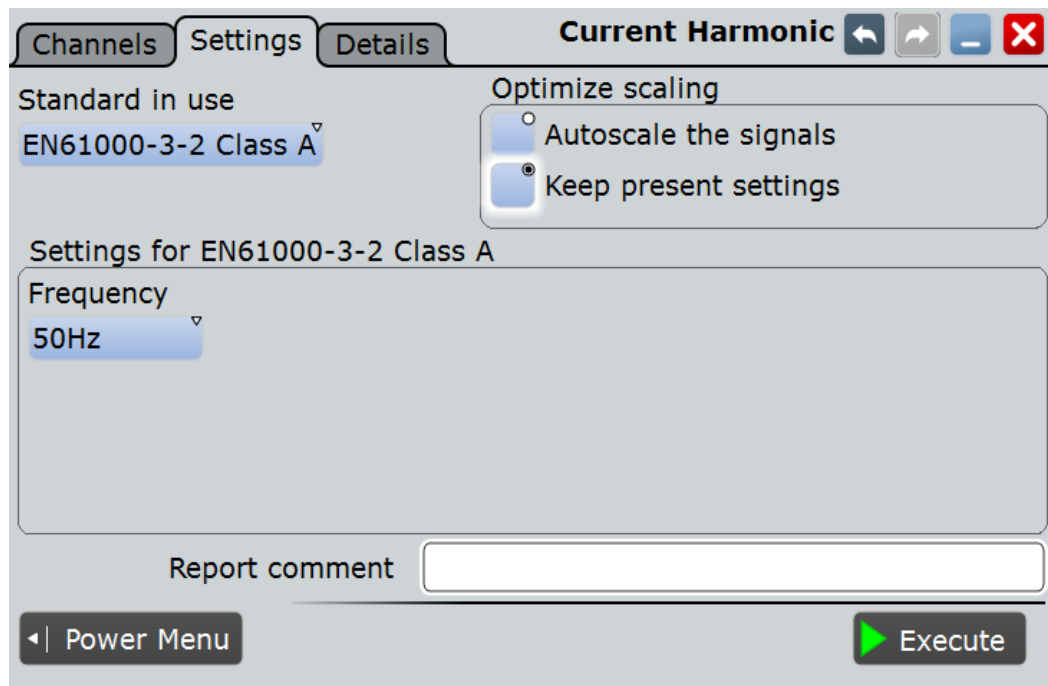 Channels Settings Details Current Harmonic
Standard in use
EN61000-3-2 Class A
Optimize scaling
Autoscale the signals
Keep present settings
Settings for EN61000-3-2 Class A
Frequency
50Hz
Report comment
Power Menu
Execute